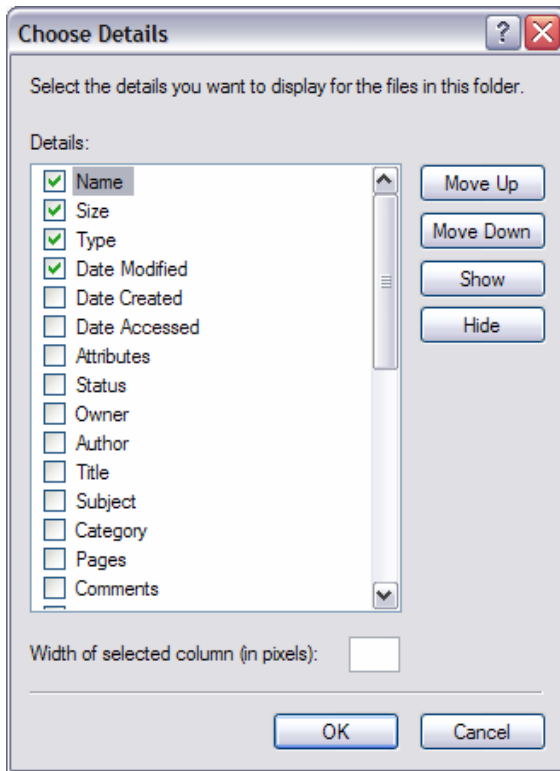 Choose Details
Select the details you want to display for the files in this folder.
Details:
Name
Size
Type
Date Modified
Date Created
Date Accessed
Attributes
Status
Owner
Author
Title
Subject
Category
Pages
Comments
Move Up
Move Down
Show
Hide
Width of selected column (in pixels):
OK
Cancel